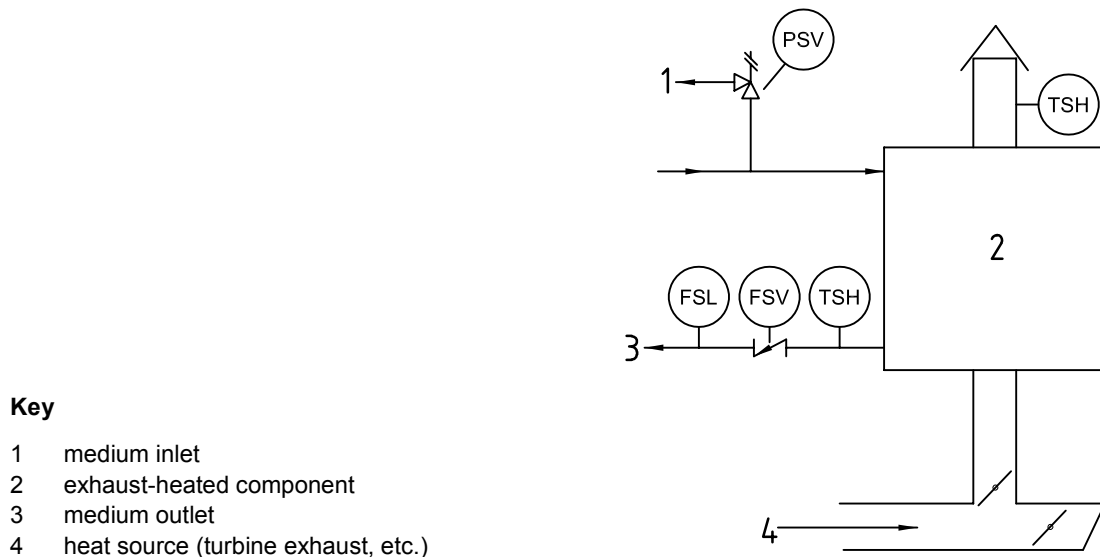 PSV
1
TSH
2
FSL FSV TSH
3
Key
1 medium inlet
2 exhaust-heated component
3 medium outlet
4 heat source (turbine exhaust, etc.)
4